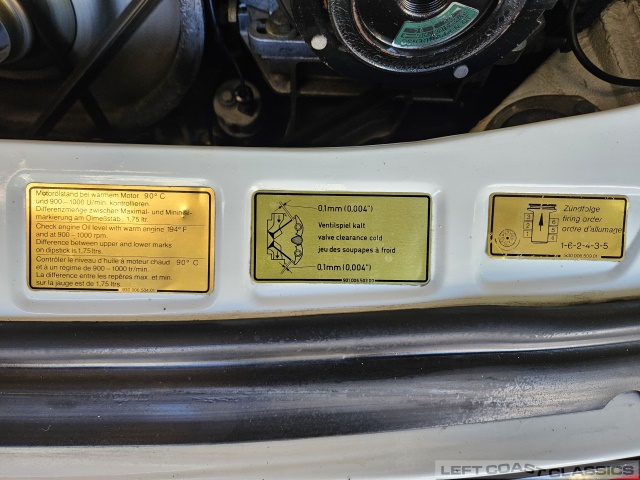 Motorölstand bei warmem Motor 90° C
und 900 – 1000 U/min. kontrollieren.
Differenzmenge zwischen Maximal- und Minimal-
markierung am Ölmeßstab: 1,75 ltr.
Check engine Oil level with warm engine 194° F
and at 900 – 1000 rpm.
Difference between upper and lower marks
on dipstick is 1.75 ltrs.
Contrôler le niveau d'huile à moteur chaud 90° C
et à un régime de 900 – 1000 tr/min.
La différence entre les repères max. et min.
sur la jauge est de 1,75 ltrs.
0,1mm (0,004")
Ventilspiel kalt
valve clearance cold
jeu des soupapes à froid
0,1mm (0,004")
Zündfolge
firing order
ordre d'allumage
1-6-2-4-3-5
LEFT COAST CLASSICS